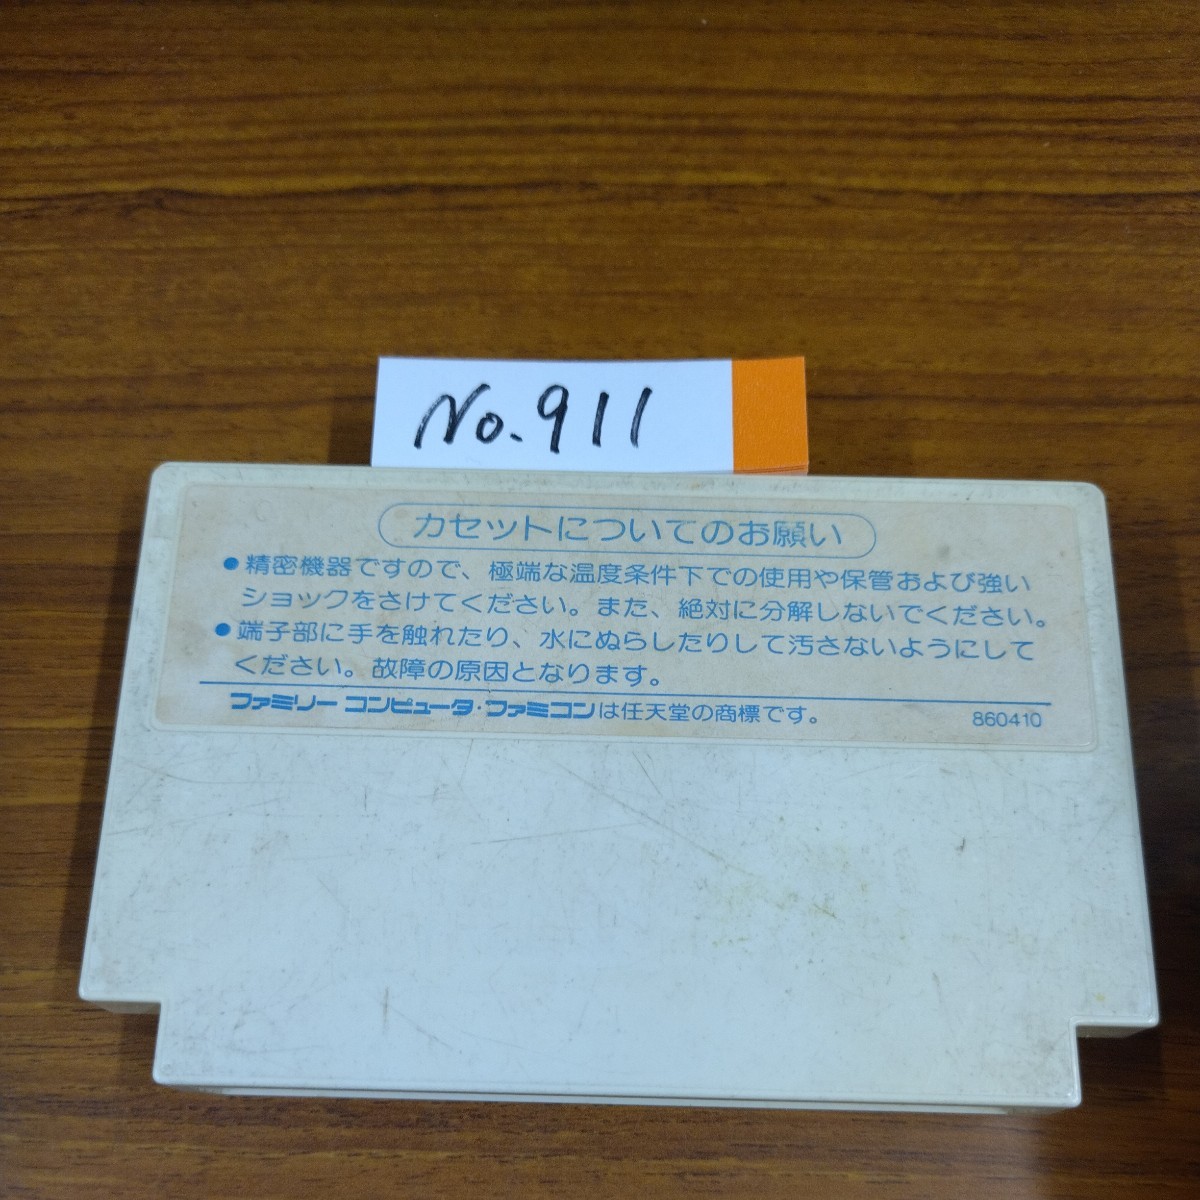 No.911
カセットについてのお願い
●精密機器ですので、極端な温度条件下での使用や保管および強い
ショックをさけてください。また、絶対に分解しないでください。
●端子部に手を触れたり、水にぬらしたりして汚さないようにして
ください。故障の原因となります。
ファミリーコンピュータ・ファミコンは任天堂の商標です。 860410